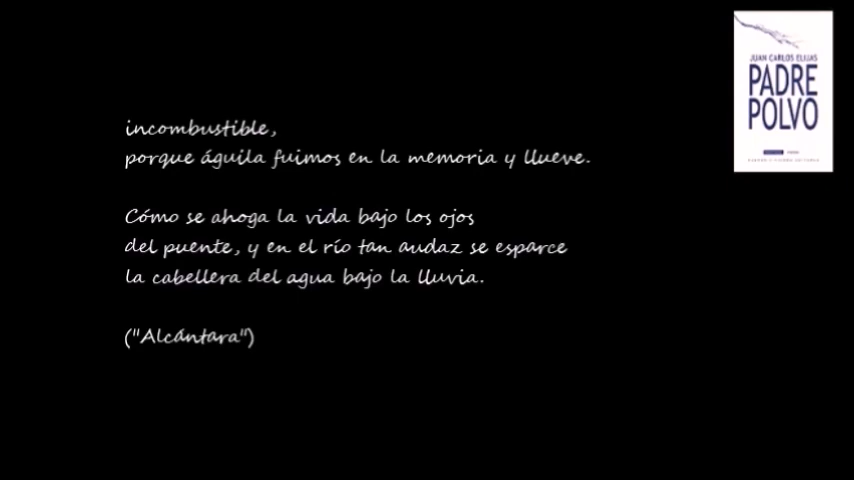 incombustible,
porque águila fuimos en la memoria y llueve.
Cómo se ahoga la vida bajo los ojos
del puente, y en el río tan audaz se esparce
la cabellera del agua bajo la lluvia.
("Alcántara")
JUAN CARLOS ELIJAS
PADRE
POLVO